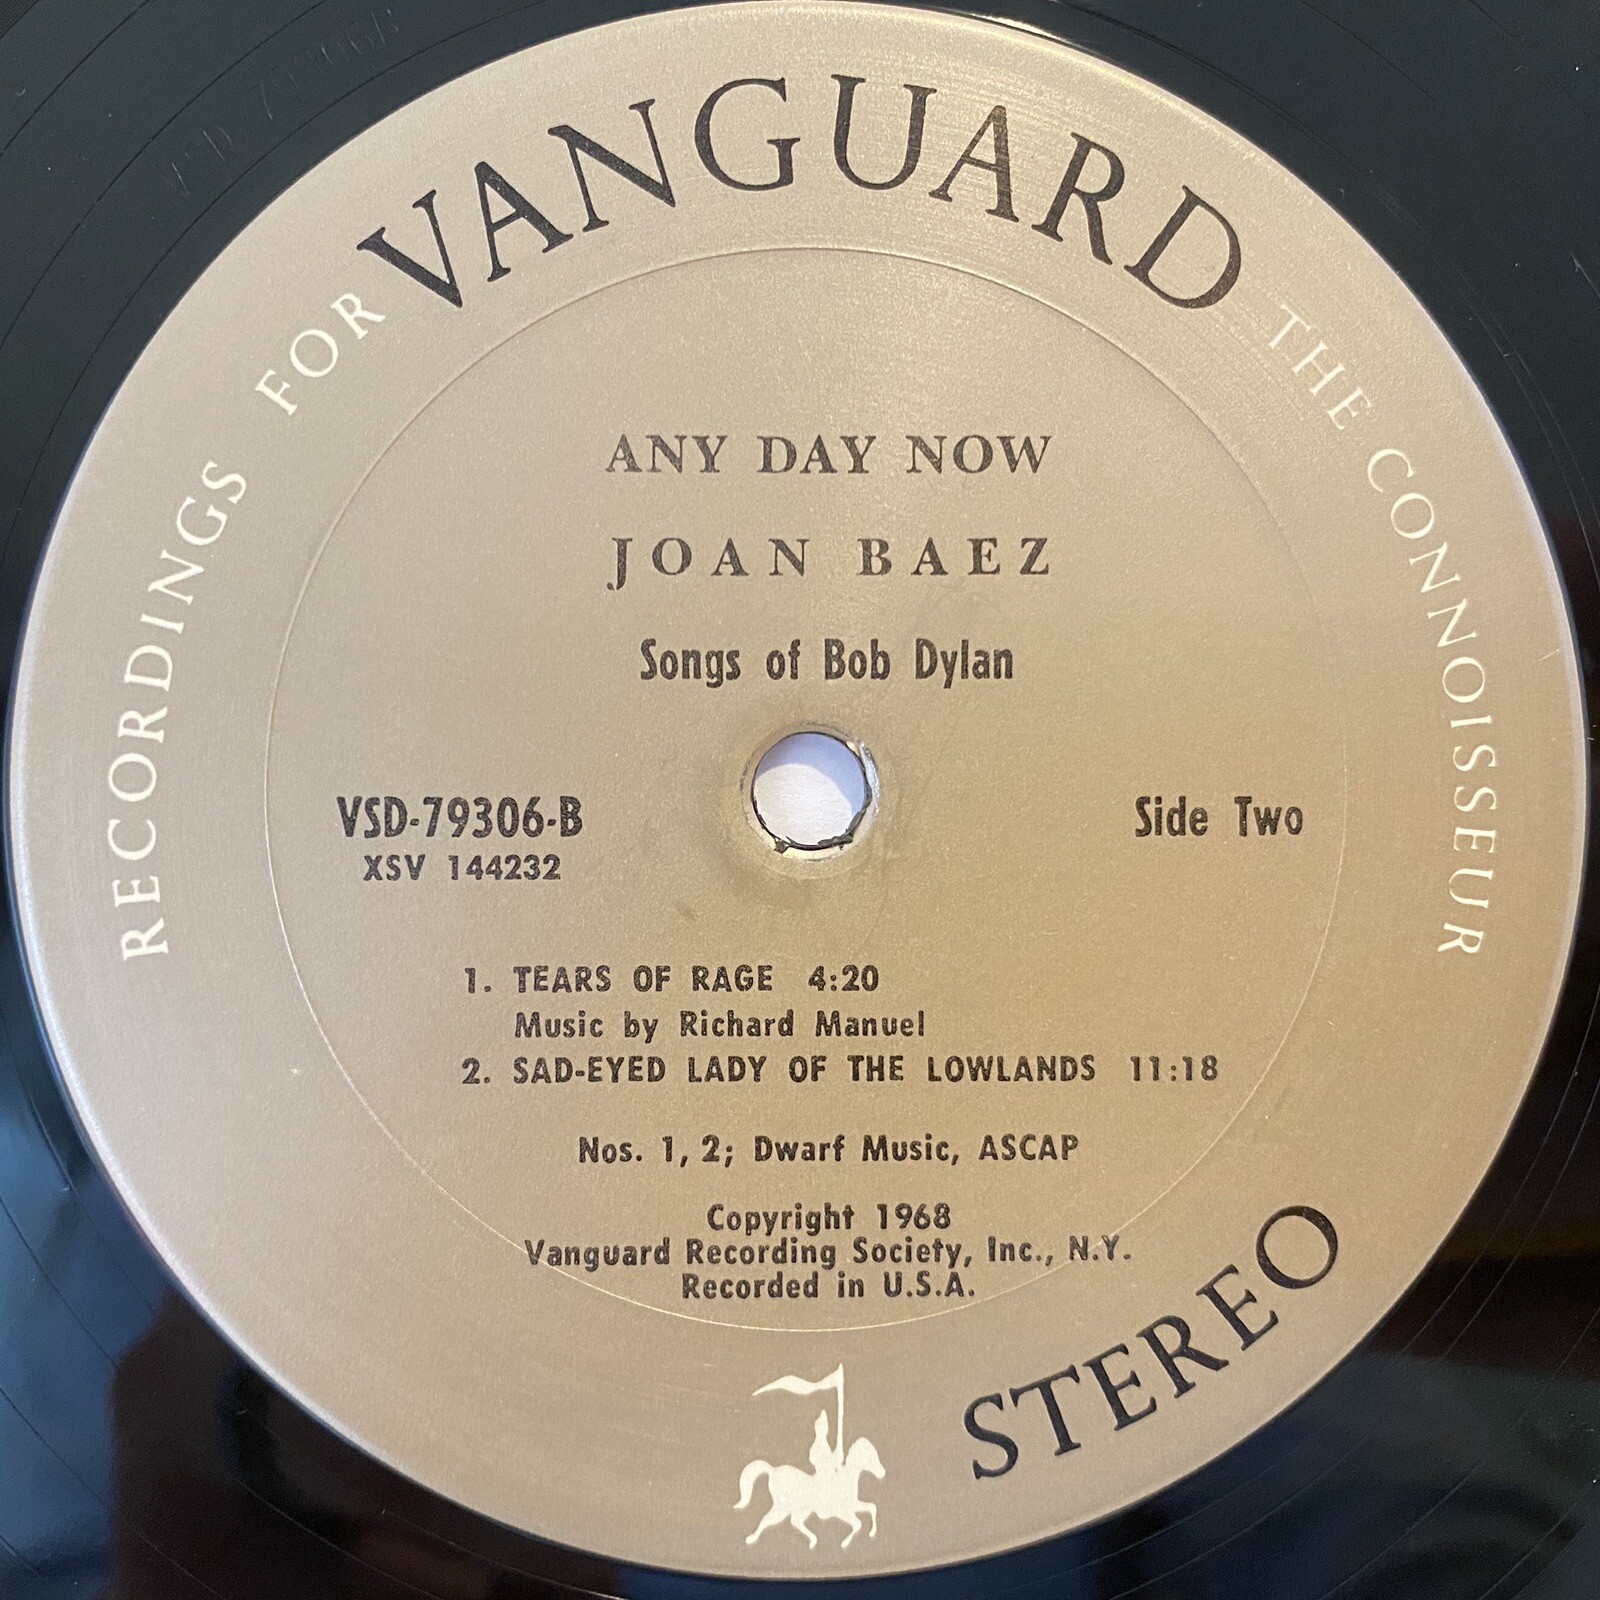 RECORDINGS FOR VANGUARD THE CONNOISSEUR
ANY DAY NOW
JOAN BAEZ
Songs of Bob Dylan
VSD-79306-B
Side Two
XSV 144232
1. TEARS OF RAGE 4:20
Music by Richard Manuel
2. SAD-EYED LADY OF THE LOWLANDS 11:18
Nos. 1, 2; Dwarf Music, ASCAP
Copyright 1968
Vanguard Recording Society, Inc., N.Y.
Recorded in U.S.A.
STEREO